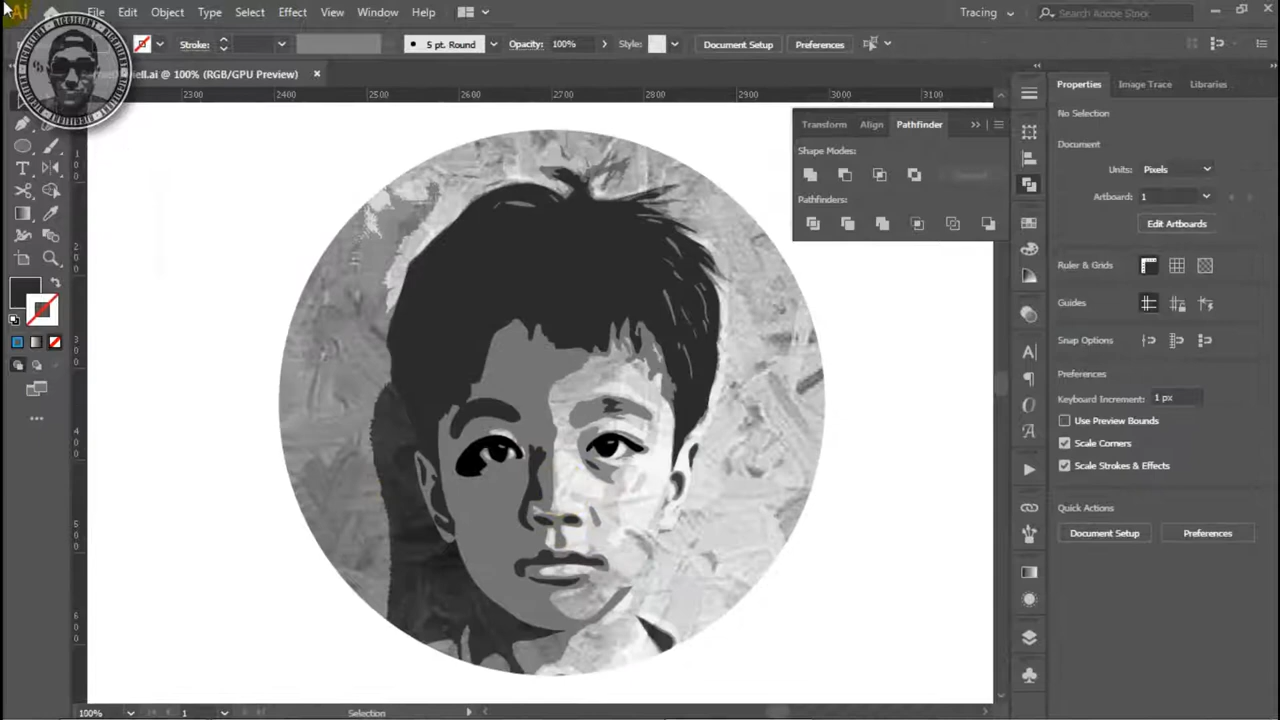 Ai File Edit Object Type Select Effect View Window Help Tracing Search Adobe Stock
Stroke: 5 pt. Round Opacity: 100% Style: Document Setup Preferences
ell.ai @ 100% (RGB/GPU Preview) ×
2300 2400 2500 2600 2700 2800 2900 3000 3100
Transform Align Pathfinder
Shape Modes:
Pathfinders:
Properties Image Trace Libraries
No Selection
Document
Units: Pixels
Artboard: 1
Edit Artboards
Ruler & Grids
Guides
Snap Options
Preferences
Keyboard Increment: 1 px
Use Preview Bounds
Scale Corners
Scale Strokes & Effects
Quick Actions
Document Setup Preferences
100% 1 Selection